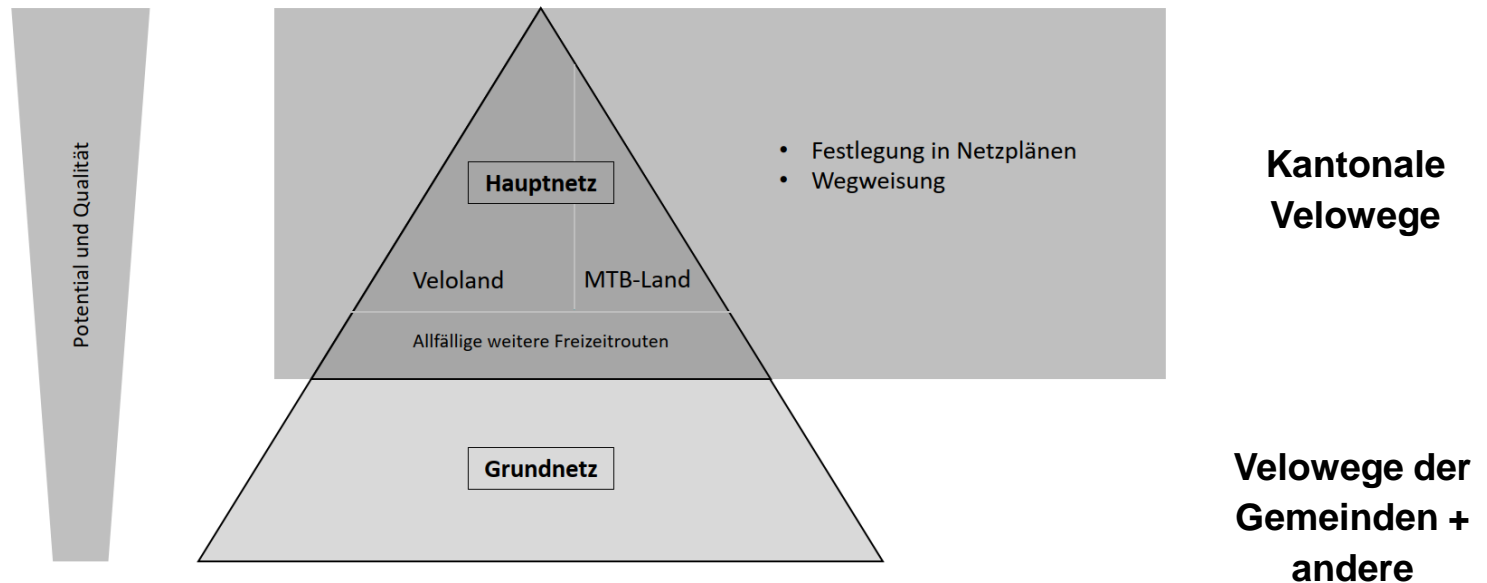 Potential und Qualität
Hauptnetz
Veloland
MTB-Land
Allfällige weitere Freizeitrouten
• Festlegung in Netzplänen
• Wegweisung
Kantonale
Velowege
Grundnetz
Velowege der
Gemeinden +
andere